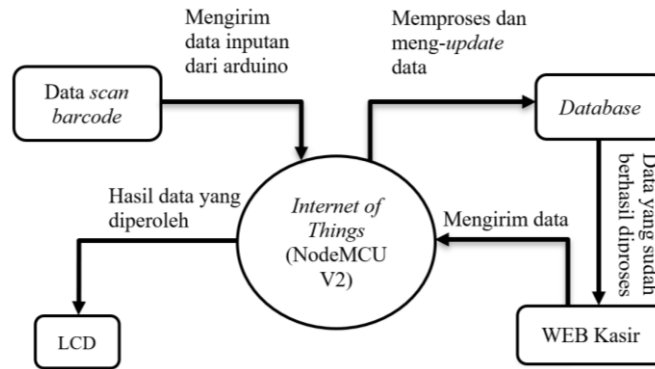 Mengirim
data inputan
dari arduino
Memproses dan
meng-update
data
Data scan
barcode
Database
Hasil data yang
diperoleh
Internet of
Things
(NodeMCU
V2)
Mengirim data
Data yang sudah
berhasil diproses
LCD
WEB Kasir